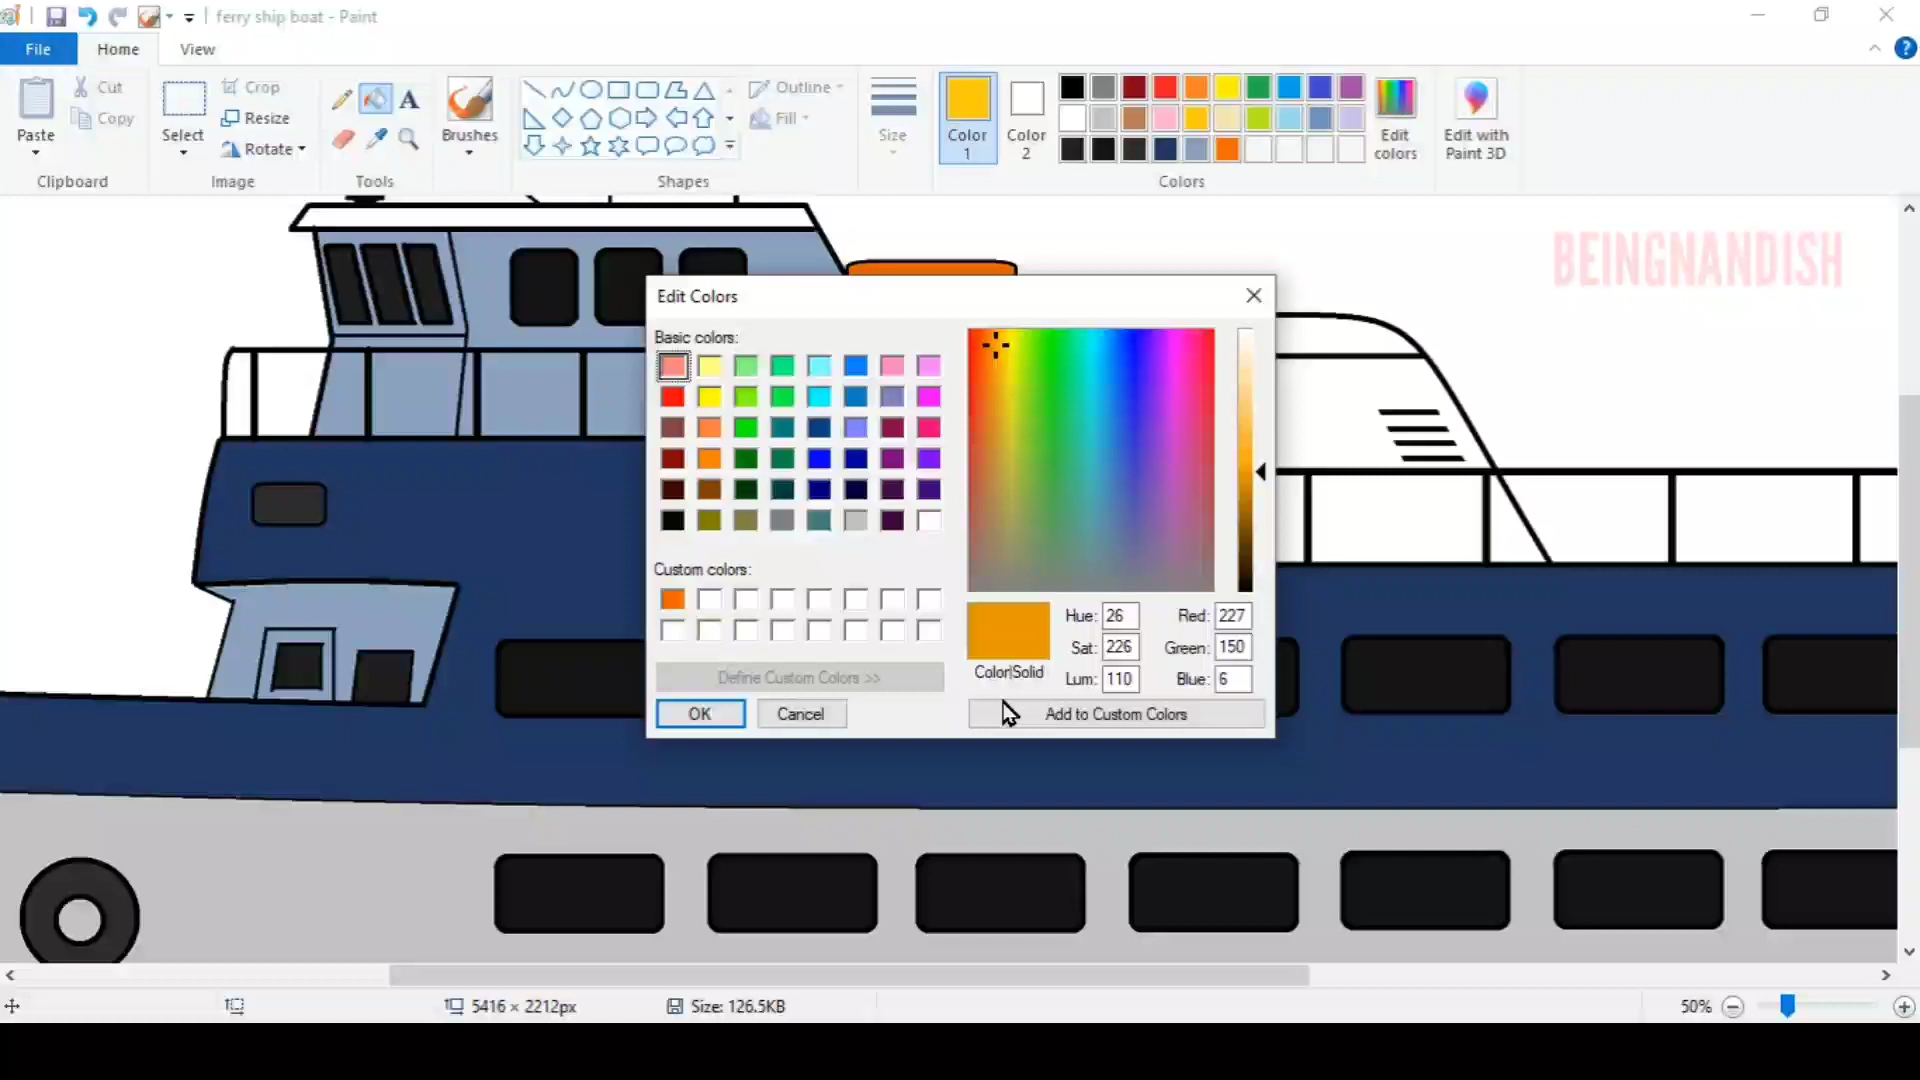 ferry ship boat - Paint
File
Home
View
Paste
Cut
Copy
Clipboard
Select
Crop
Resize
Rotate
Image
A
Tools
Brushes
Outline
Fill
Shapes
Size
Color
1
Color
2
Edit
colors
Colors
Edit with
Paint 3D
BEINGNANDISH
Edit Colors
Basic colors:
Custom colors:
Define Custom Colors >>
OK
Cancel
Color|Solid
Hue: 26
Sat: 226
Lum: 110
Red: 227
Green: 150
Blue: 6
Add to Custom Colors
5416 × 2212px
Size: 126.5KB
50%